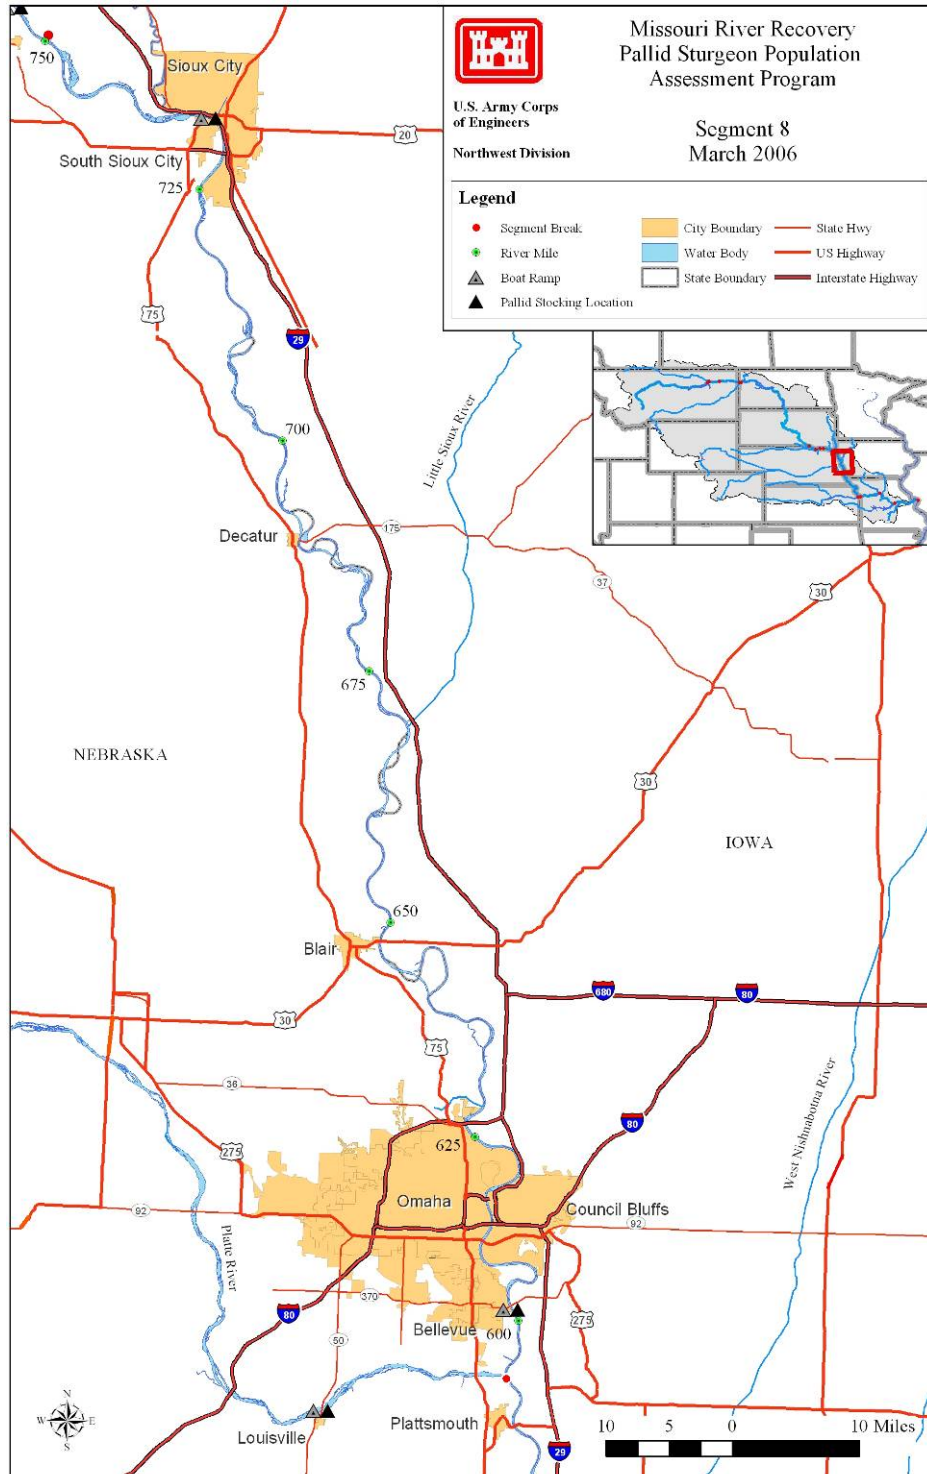 Missouri River Recovery
Pallid Sturgeon Population
Assessment Program
Segment 8
March 2006
U.S. Army Corps
of Engineers
Northwest Division
Legend
Segment Break
River Mile
Boat Ramp
Pallid Stocking Location
City Boundary
Water Body
State Boundary
State Hwy
US Highway
Interstate Highway
750
Sioux City
20
South Sioux City
725
75
29
Little Sioux River
700
Decatur
175
37
30
675
NEBRASKA
30
IOWA
650
Blair
680
80
30
75
36
West Nishnabotna River
80
625
275
Omaha
Council Bluffs
92
92
Platte River
370
80
Bellevue
600
275
50
N
W E
S
Louisville
Plattsmouth
29
10 5 0 10 Miles